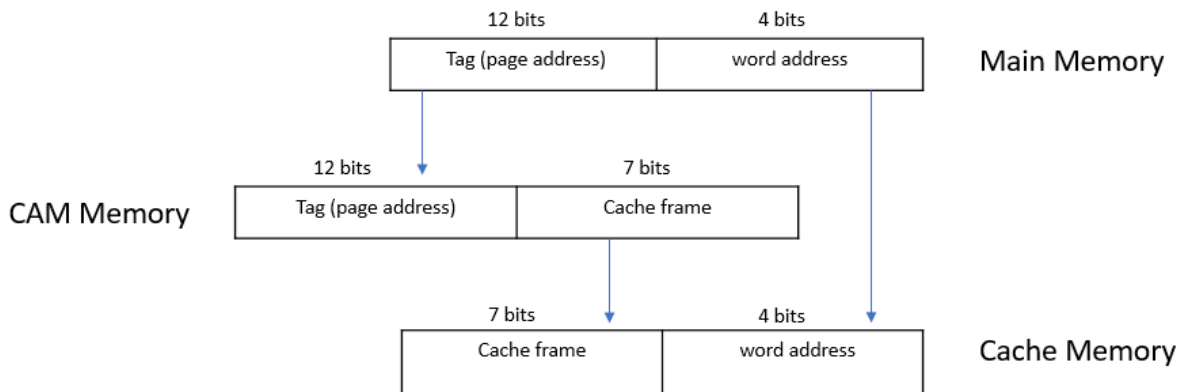 12 bits 4 bits
Tag (page address) word address Main Memory
12 bits 7 bits
CAM Memory Tag (page address) Cache frame
7 bits 4 bits
Cache frame word address Cache Memory